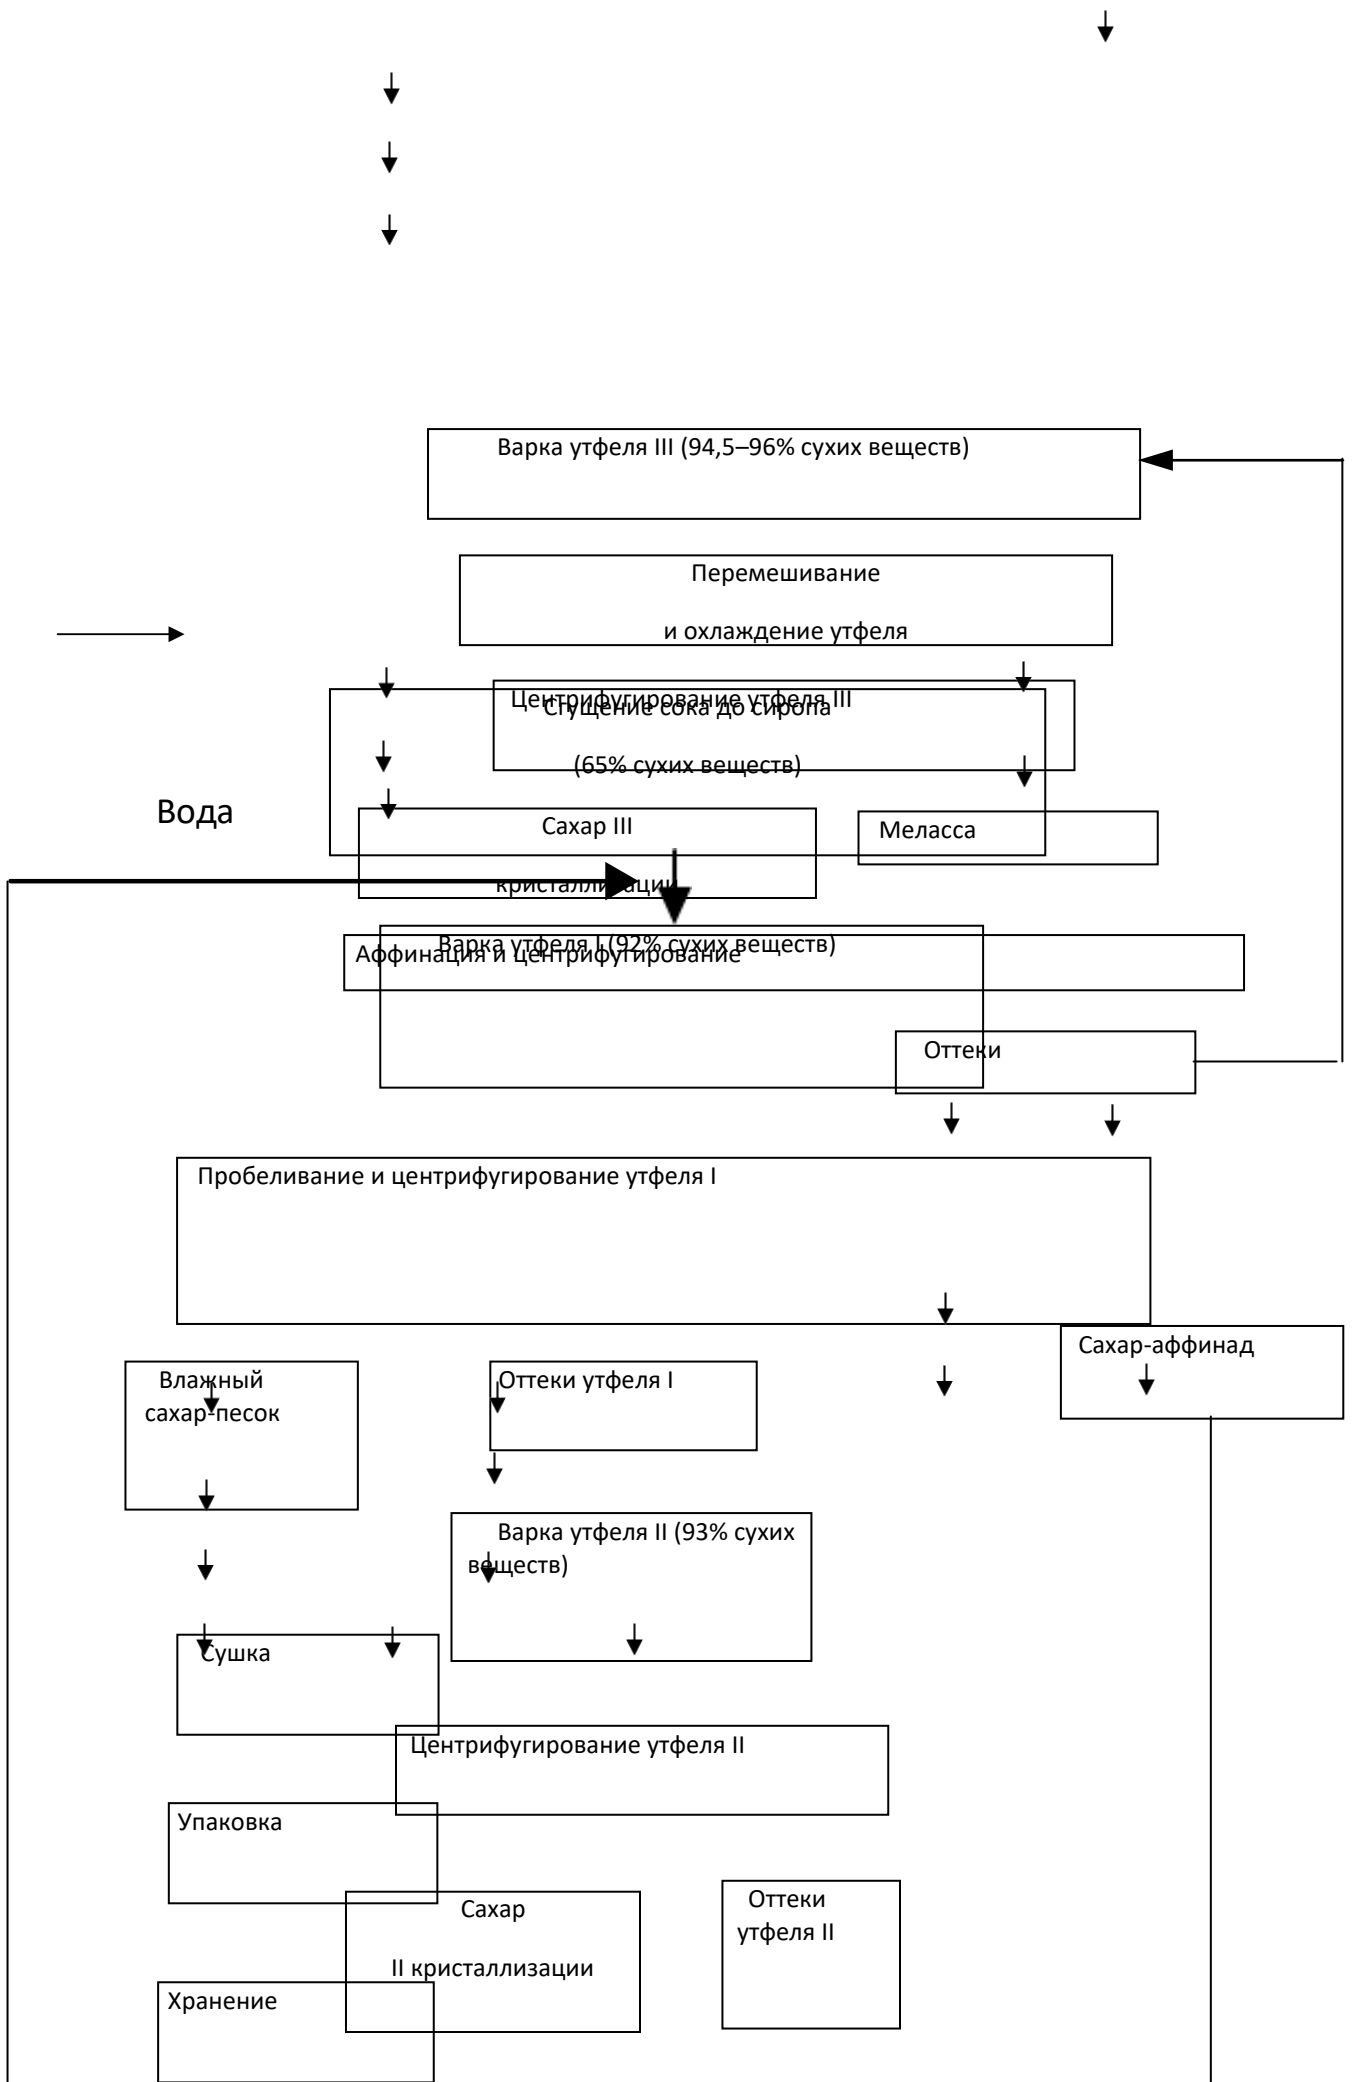 Варка утфеля III (94,5–96% сухих веществ)
Перемешивание
и охлаждение утфеля
Центрифугирование утфеля III
Сгущение сока до сиропа
(65% сухих веществ)
Вода
Сахар III
кристаллизации
Меласса
Варка утфеля I (92% сухих веществ)
Аффинация и центрифугирование
Оттеки
Пробеливание и центрифугирование утфеля I
Сахар-аффинад
Влажный
сахар-песок
Оттеки утфеля I
Варка утфеля II (93% сухих
веществ)
Сушка
Центрифугирование утфеля II
Упаковка
Сахар
II кристаллизации
Оттеки
утфеля II
Хранение